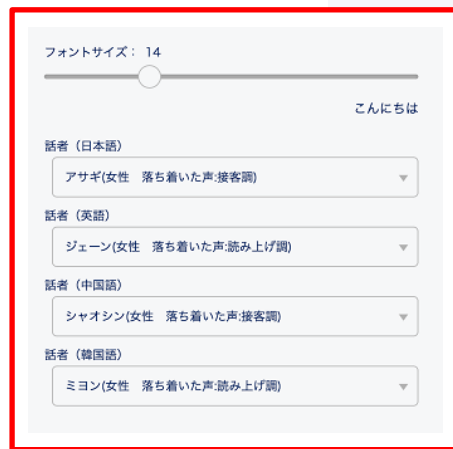 フォントサイズ： 14
こんにちは
話者（日本語）
アサギ(女性　落ち着いた声:接客調)
話者（英語）
ジェーン(女性　落ち着いた声:読み上げ調)
話者（中国語）
シャオシン(女性　落ち着いた声:接客調)
話者（韓国語）
ミヨン(女性　落ち着いた声:読み上げ調)